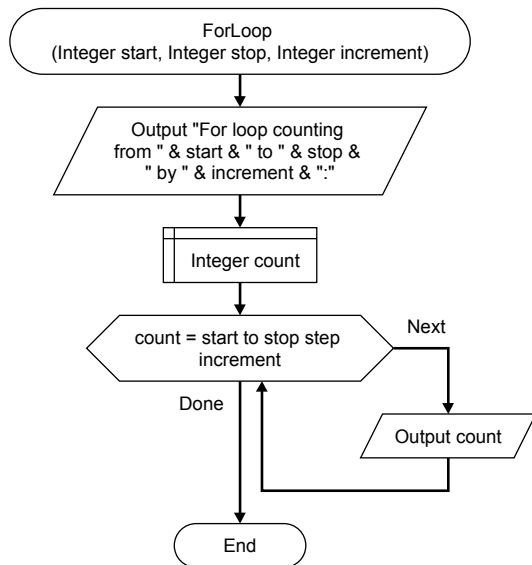 ForLoop
(Integer start, Integer stop, Integer increment)
Output "For loop counting
from " & start & " to " & stop &
" by " & increment & ":"
Integer count
count = start to stop step
increment
Next
Done
Output count
End